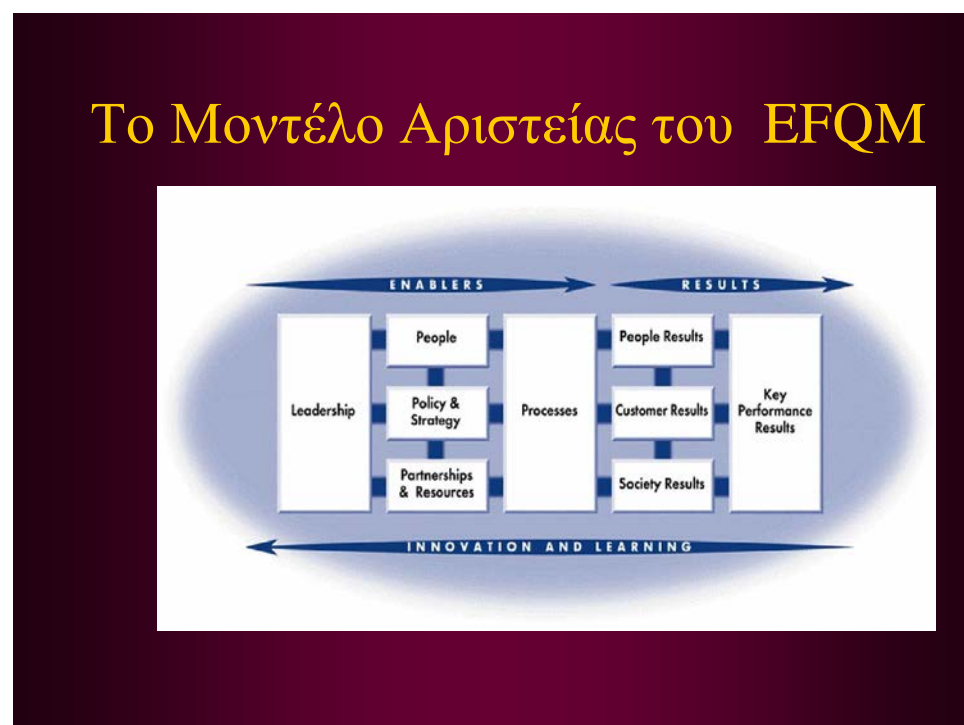 Το Μοντέλο Αριστείας του EFQM
ENABLERS
RESULTS
Leadership
People
Policy &
Strategy
Partnerships
& Resources
Processes
People Results
Customer Results
Society Results
Key
Performance
Results
INNOVATION AND LEARNING